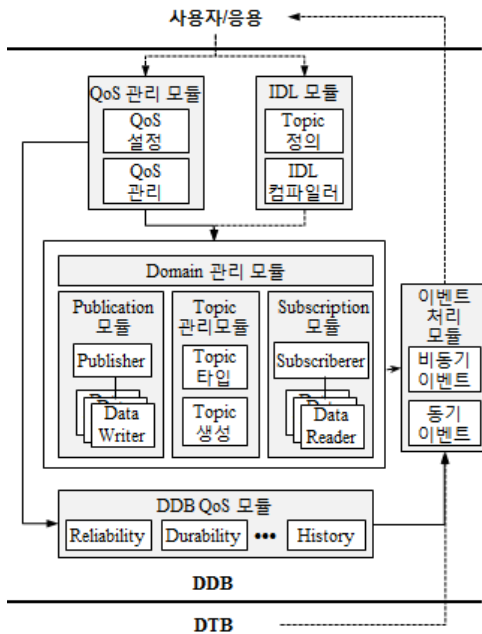 사용자/응용
QoS 관리 모듈
QoS
설정
QoS
관리
IDL 모듈
Topic
정의
IDL
컴파일러
Domain 관리 모듈
Publication
모듈
Publisher
Data
Writer
Topic
관리모듈
Topic
타입
Topic
생성
Subscription
모듈
Subscriberer
Data
Reader
이벤트
처리
모듈
비동기
이벤트
동기
이벤트
DDB QoS 모듈
Reliability
Durability
•••
History
DDB
DTB